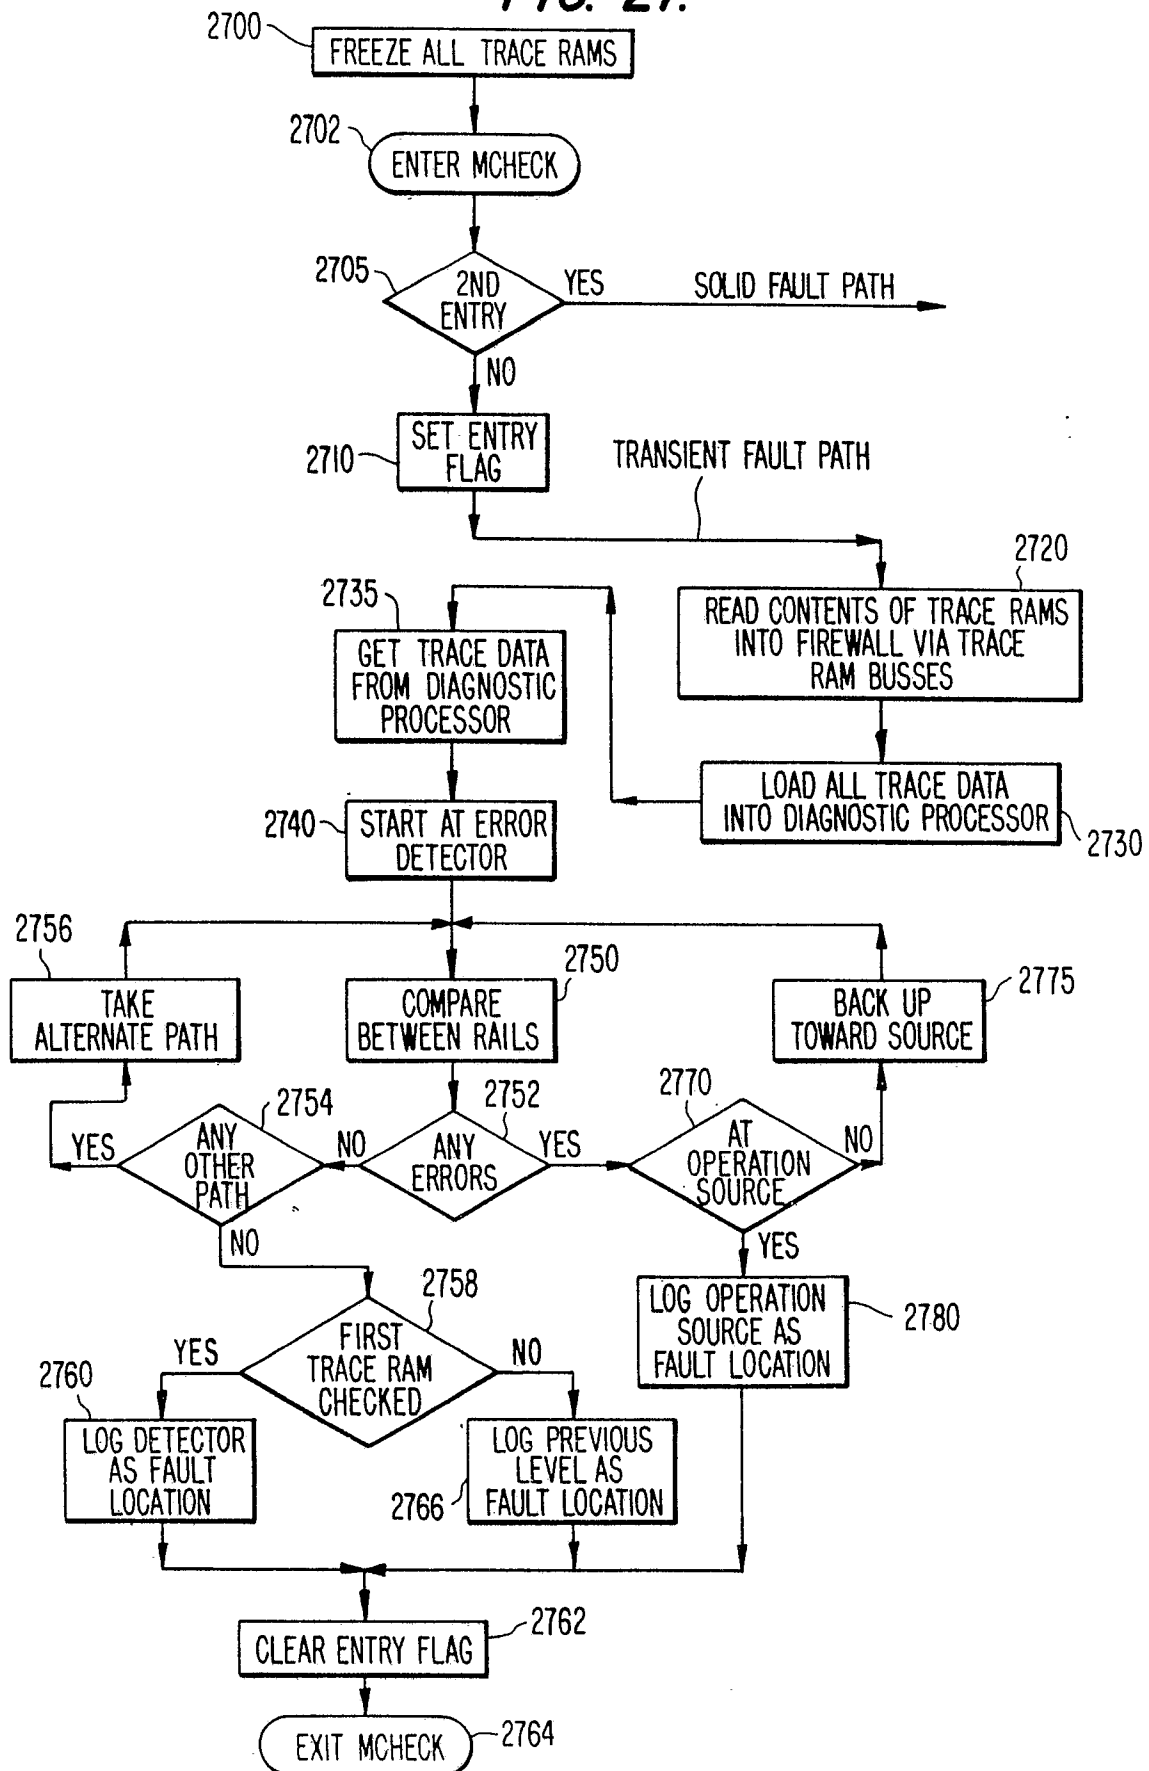 FIG. 27.
2700
FREEZE ALL TRACE RAMS
2702
ENTER MCHECK
2705
2ND
ENTRY
YES
SOLID FAULT PATH
NO
2710
SET ENTRY
FLAG
TRANSIENT FAULT PATH
2720
READ CONTENTS OF TRACE RAMS
INTO FIREWALL VIA TRACE
RAM BUSSES
2735
GET TRACE DATA
FROM DIAGNOSTIC
PROCESSOR
LOAD ALL TRACE DATA
INTO DIAGNOSTIC PROCESSOR
2730
2740
START AT ERROR
DETECTOR
2756
TAKE
ALTERNATE PATH
2750
COMPARE
BETWEEN RAILS
2775
BACK UP
TOWARD SOURCE
2754
ANY
OTHER
PATH
YES
NO
2752
ANY
ERRORS
NO
YES
2770
AT
OPERATION
SOURCE
NO
YES
2758
FIRST
TRACE RAM
CHECKED
YES
NO
LOG OPERATION
SOURCE AS
FAULT LOCATION
2780
2760
LOG DETECTOR
AS FAULT
LOCATION
LOG PREVIOUS
LEVEL AS
FAULT LOCATION
2766
2762
CLEAR ENTRY FLAG
EXIT MCHECK
2764